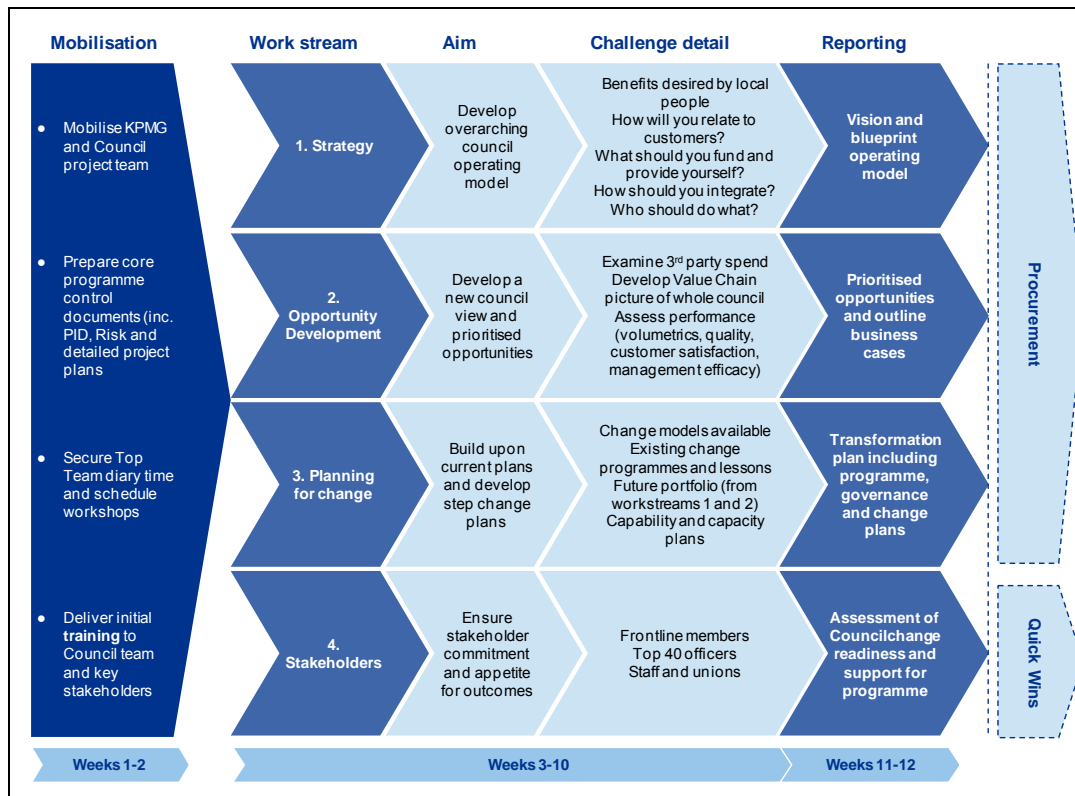 Mobilisation
Work stream
Aim
Challenge detail
Reporting
● Mobilise KPMG
and Council
project team
● Prepare core
programme
control
documents (inc.
PID, Risk and
detailed project
plans
● Secure Top
Team diary time
and schedule
workshops
● Deliver initial
training to
Council team
and key
stakeholders
1. Strategy
Develop
overarching
council
operating
model
Benefits desired by local
people
How will you relate to
customers?
What should you fund and
provide yourself?
How should you integrate?
Who should do what?
Vision and
blueprint
operating
model
2.
Opportunity
Development
Develop a
new council
view and
prioritised
opportunities
Examine 3rd party spend
Develop Value Chain
picture of whole council
Assess performance
(volumetrics, quality,
customer satisfaction,
management efficacy)
Prioritised
opportunities
and outline
business
cases
3. Planning
for change
Build upon
current plans
and develop
step change
plans
Change models available
Existing change
programmes and lessons
Future portfolio (from
workstreams 1 and 2)
Capability and capacity
plans
Transformation
plan including
programme,
governance
and change
plans
4.
Stakeholders
Ensure
stakeholder
commitment
and appetite
for outcomes
Frontline members
Top 40 officers
Staff and unions
Assessment of
Councilchange
readiness and
support for
programme
Procurement
Quick Wins
Weeks 1-2
Weeks 3-10
Weeks 11-12